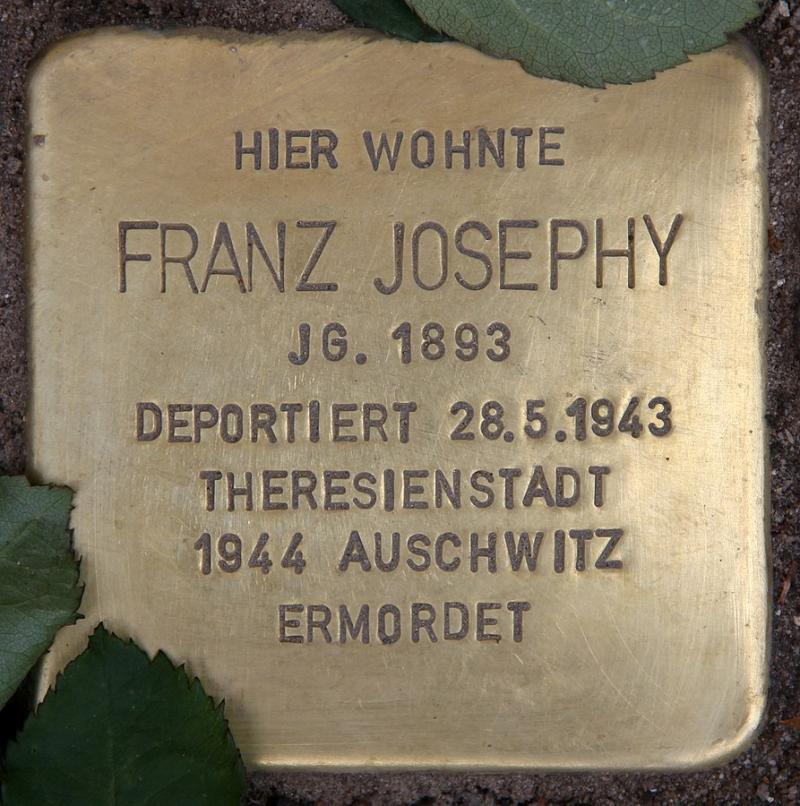 HIER WOHNTE
FRANZ JOSEPHY
JG. 1893
DEPORTIERT 28.5.1943
THERESIENSTADT
1944 AUSCHWITZ
ERMORDET